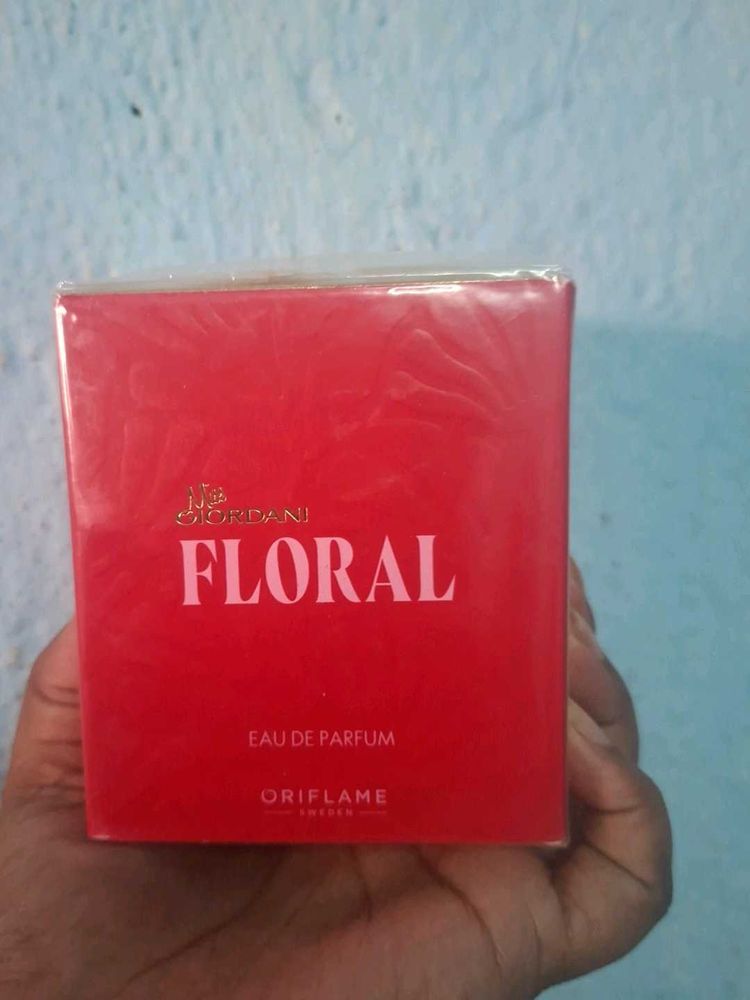 Miss
GIORDANI
FLORAL
EAU DE PARFUM
ORIFLAME
SWEDEN